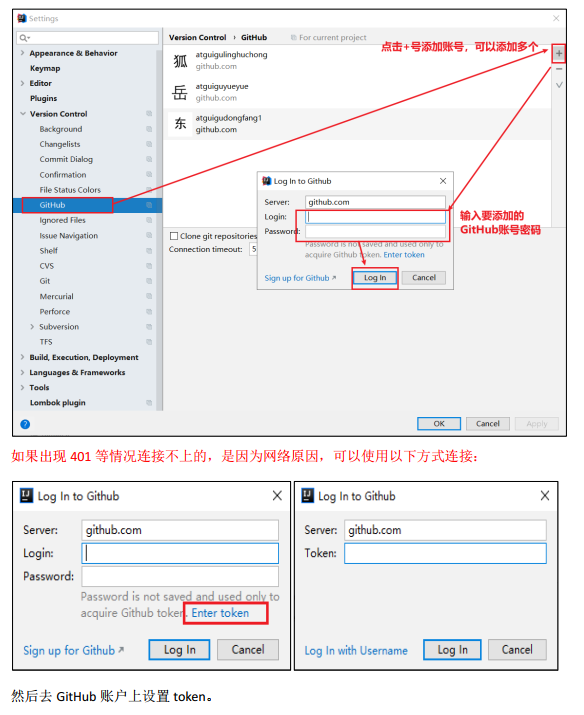 Settings
Version Control › GitHub For current project
点击+号添加账号，可以添加多个
Appearance & Behavior
Keymap
Editor
Plugins
Version Control
Background
Changelists
Commit Dialog
Confirmation
File Status Colors
GitHub
Ignored Files
Issue Navigation
Shelf
CVS
Git
Mercurial
Perforce
Subversion
TFS
Build, Execution, Deployment
Languages & Frameworks
Tools
Lombok plugin
狐
atguigulinghuchong
github.com
岳
atguiguyueyue
github.com
东
atguigudongfang1
github.com
Clone git repositories
Connection timeout: 5
Log In to Github
Server: github.com
Login:
Password:
Password is not saved and used only to
acquire Github token. Enter token
Sign up for Github ↗ Log In Cancel
输入要添加的
GitHub账号密码
? OK Cancel Apply
如果出现 401 等情况连接不上的，是因为网络原因，可以使用以下方式连接：
Log In to Github
Server: github.com
Login:
Password:
Password is not saved and used only to
acquire Github token. Enter token
Sign up for Github ↗ Log In Cancel
Log In to Github
Server: github.com
Token:
Log In with Username Log In Cancel
然后去 GitHub 账户上设置 token。